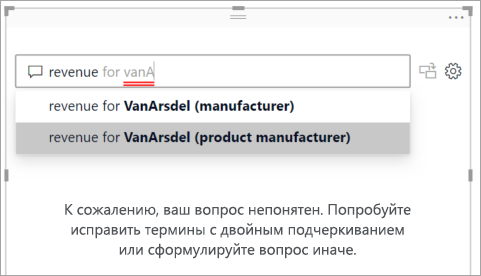 revenue for vanA
revenue for VanArsdel (manufacturer)
revenue for VanArsdel (product manufacturer)
К сожалению, ваш вопрос непонятен. Попробуйте
исправить термины с двойным подчеркиванием
или сформулируйте вопрос иначе.